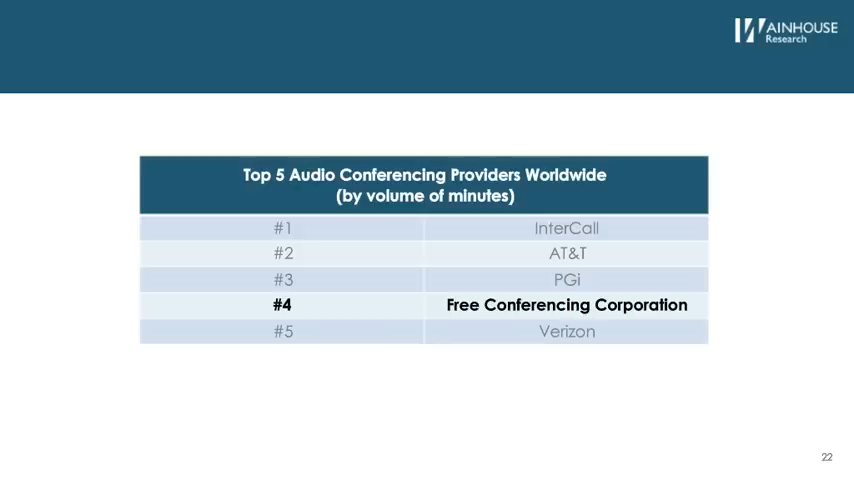 WAINHOUSE
Research
Top 5 Audio Conferencing Providers Worldwide
(by volume of minutes)
#1 InterCall
#2 AT&T
#3 PGi
#4 Free Conferencing Corporation
#5 Verizon
22